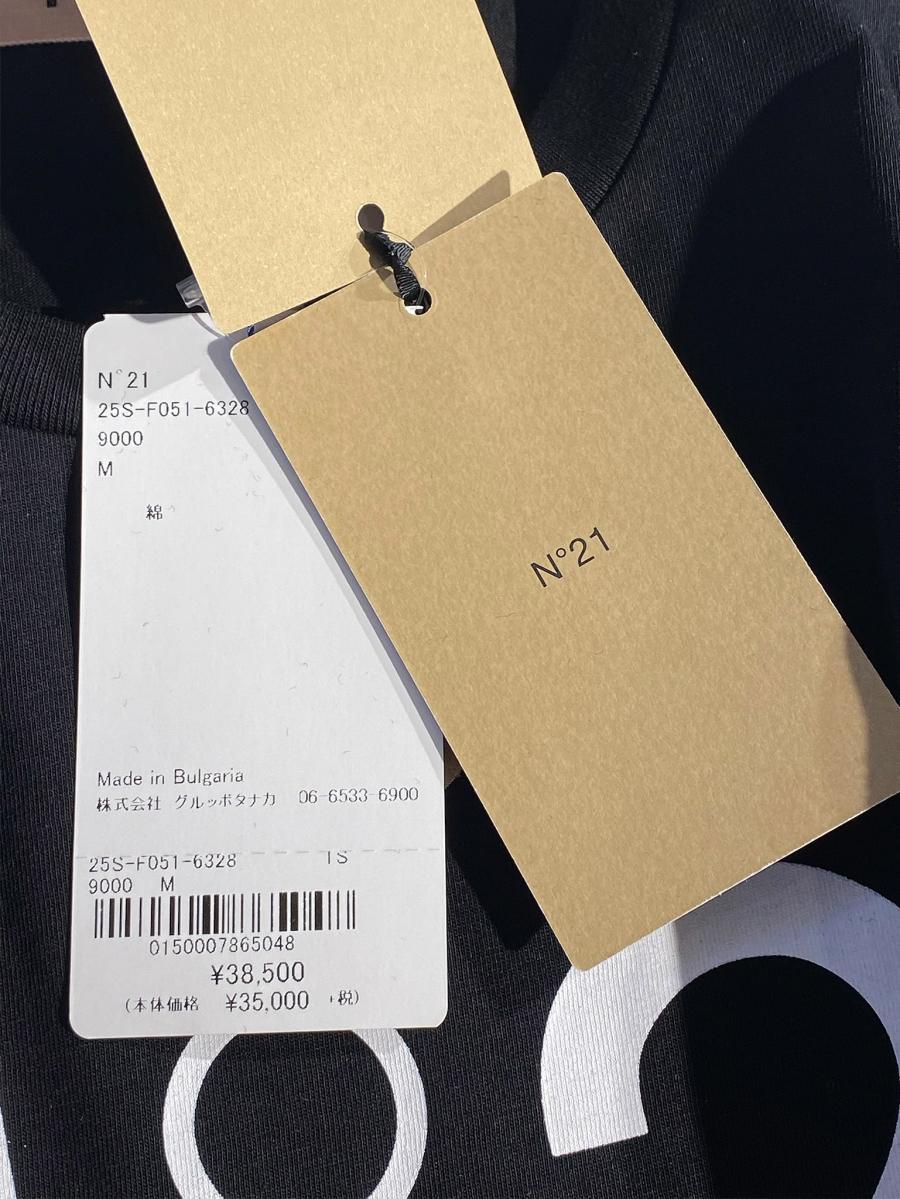 N°21
25S-F051-6328
9000
M
綿
Made in Bulgaria
株式会社 グルッポタナカ 06-6533-6900
25S-F051-6328 TS
9000 M
0150007865048
¥38,500
(本体価格 ¥35,000 +税)
N°21